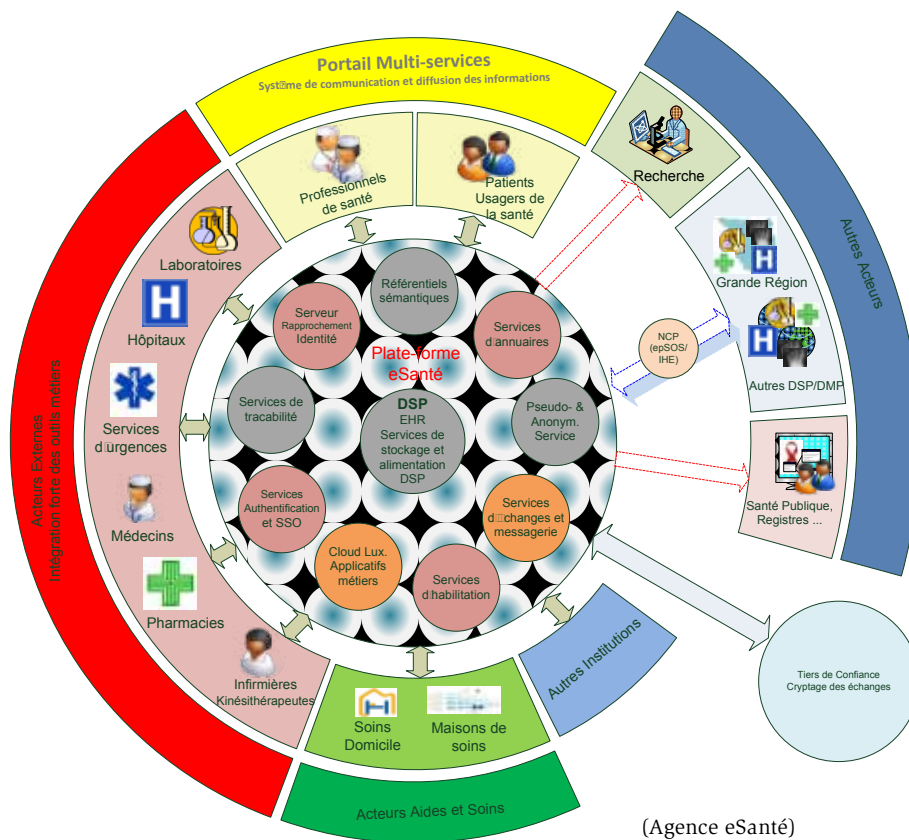 Portail Multi-services
Syst�me de communication et diffusion des informations
Professionnels
de santé
Patients
Usagers de
la santé
Recherche
Grande Région
Autres DSP/DMP
Santé Publique,
Registres ...
Autres Acteurs
NCP
(epSOS/
IHE)
Acteurs Externes
Intégration forte des outils métiers
Laboratoires
H
Hôpitaux
Services
d�urgences
Médecins
Pharmacies
Infirmières
Kinésithérapeutes
Référentiels
sémantiques
Serveur
Rapprochement
Identité
Services
d�annuaires
Plate-forme
eSanté
Services de
tracabilité
DSP
EHR
Services de
stockage et
alimentation
DSP
Pseudo- &
Anonym.
Service
Services
Authentification
et SSO
Services
d��changes et
messagerie
Cloud Lux.
Applicatifs
métiers
Services
d�habilitation
H
H
Autres Institutions
Soins
Domicile
Maisons de
soins
Acteurs Aides et Soins
Tiers de Confiance
Cryptage des échanges
(Agence eSanté)